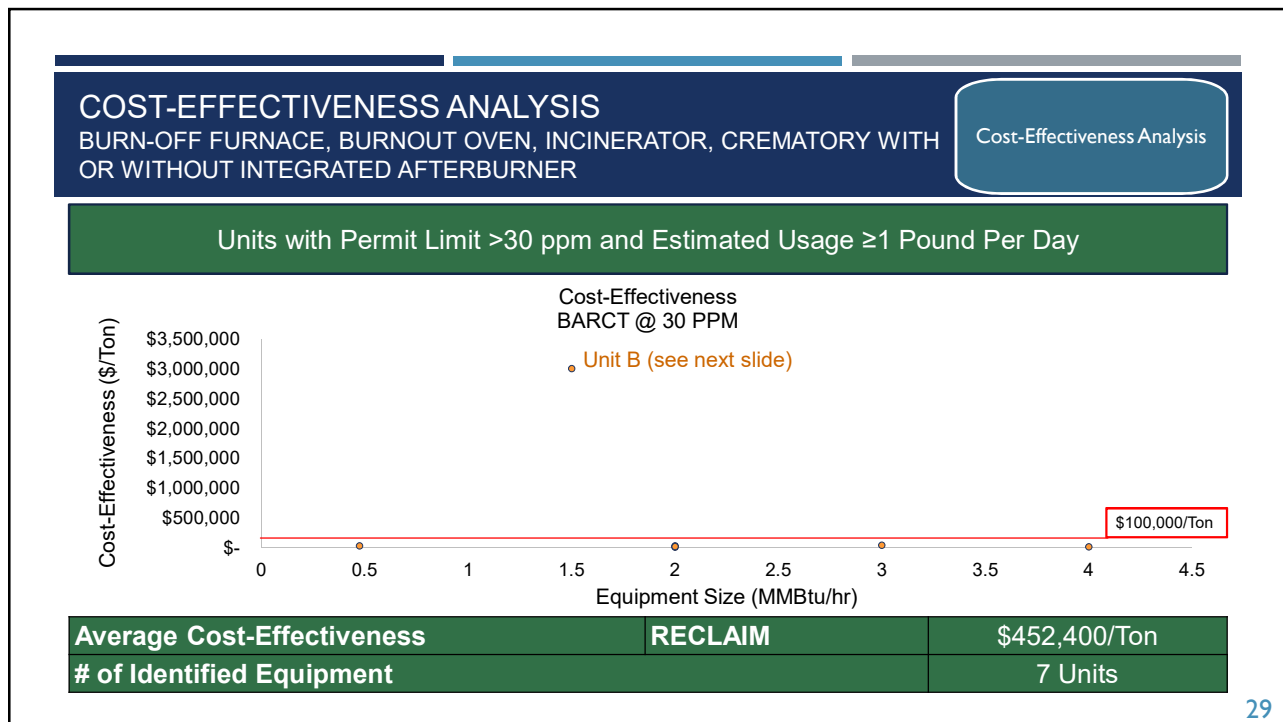 COST-EFFECTIVENESS ANALYSIS
BURN-OFF FURNACE, BURNOUT OVEN, INCINERATOR, CREMATORY WITH
OR WITHOUT INTEGRATED AFTERBURNER
Cost-Effectiveness Analysis
Units with Permit Limit >30 ppm and Estimated Usage ≥1 Pound Per Day
Cost-Effectiveness
BARCT @ 30 PPM
Cost-Effectiveness ($/Ton)
$3,500,000
$3,000,000
$2,500,000
$2,000,000
$1,500,000
$1,000,000
$500,000
$-
Unit B (see next slide)
$100,000/Ton
0 0.5 1 1.5 2 2.5 3 3.5 4 4.5
Equipment Size (MMBtu/hr)
Average Cost-Effectiveness RECLAIM $452,400/Ton
# of Identified Equipment 7 Units
29